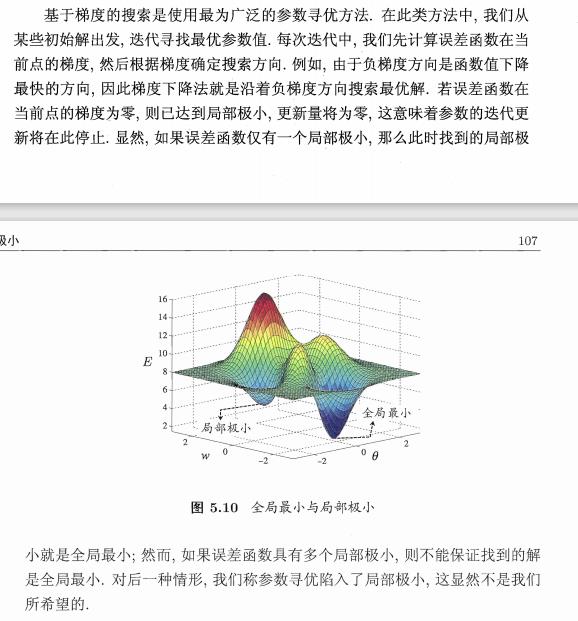 基于梯度的搜索是使用最为广泛的参数寻优方法. 在此类方法中, 我们从
某些初始解出发, 迭代寻找最优参数值. 每次迭代中, 我们先计算误差函数在当
前点的梯度, 然后根据梯度确定搜索方向. 例如, 由于负梯度方向是函数值下降
最快的方向, 因此梯度下降法就是沿着负梯度方向搜索最优解. 若误差函数在
当前点的梯度为零, 则已达到局部极小, 更新量将为零, 这意味着参数的迭代更
新将在此停止. 显然, 如果误差函数仅有一个局部极小, 那么此时找到的局部极
极小 107
16
14
12
10
E 8
6
4
2
局部极小
全局最小
2 0 -2
w
-2 0 2
θ
图 5.10 全局最小与局部极小
小就是全局最小; 然而, 如果误差函数具有多个局部极小, 则不能保证找到的解
是全局最小. 对后一种情形, 我们称参数寻优陷入了局部极小, 这显然不是我们
所希望的.